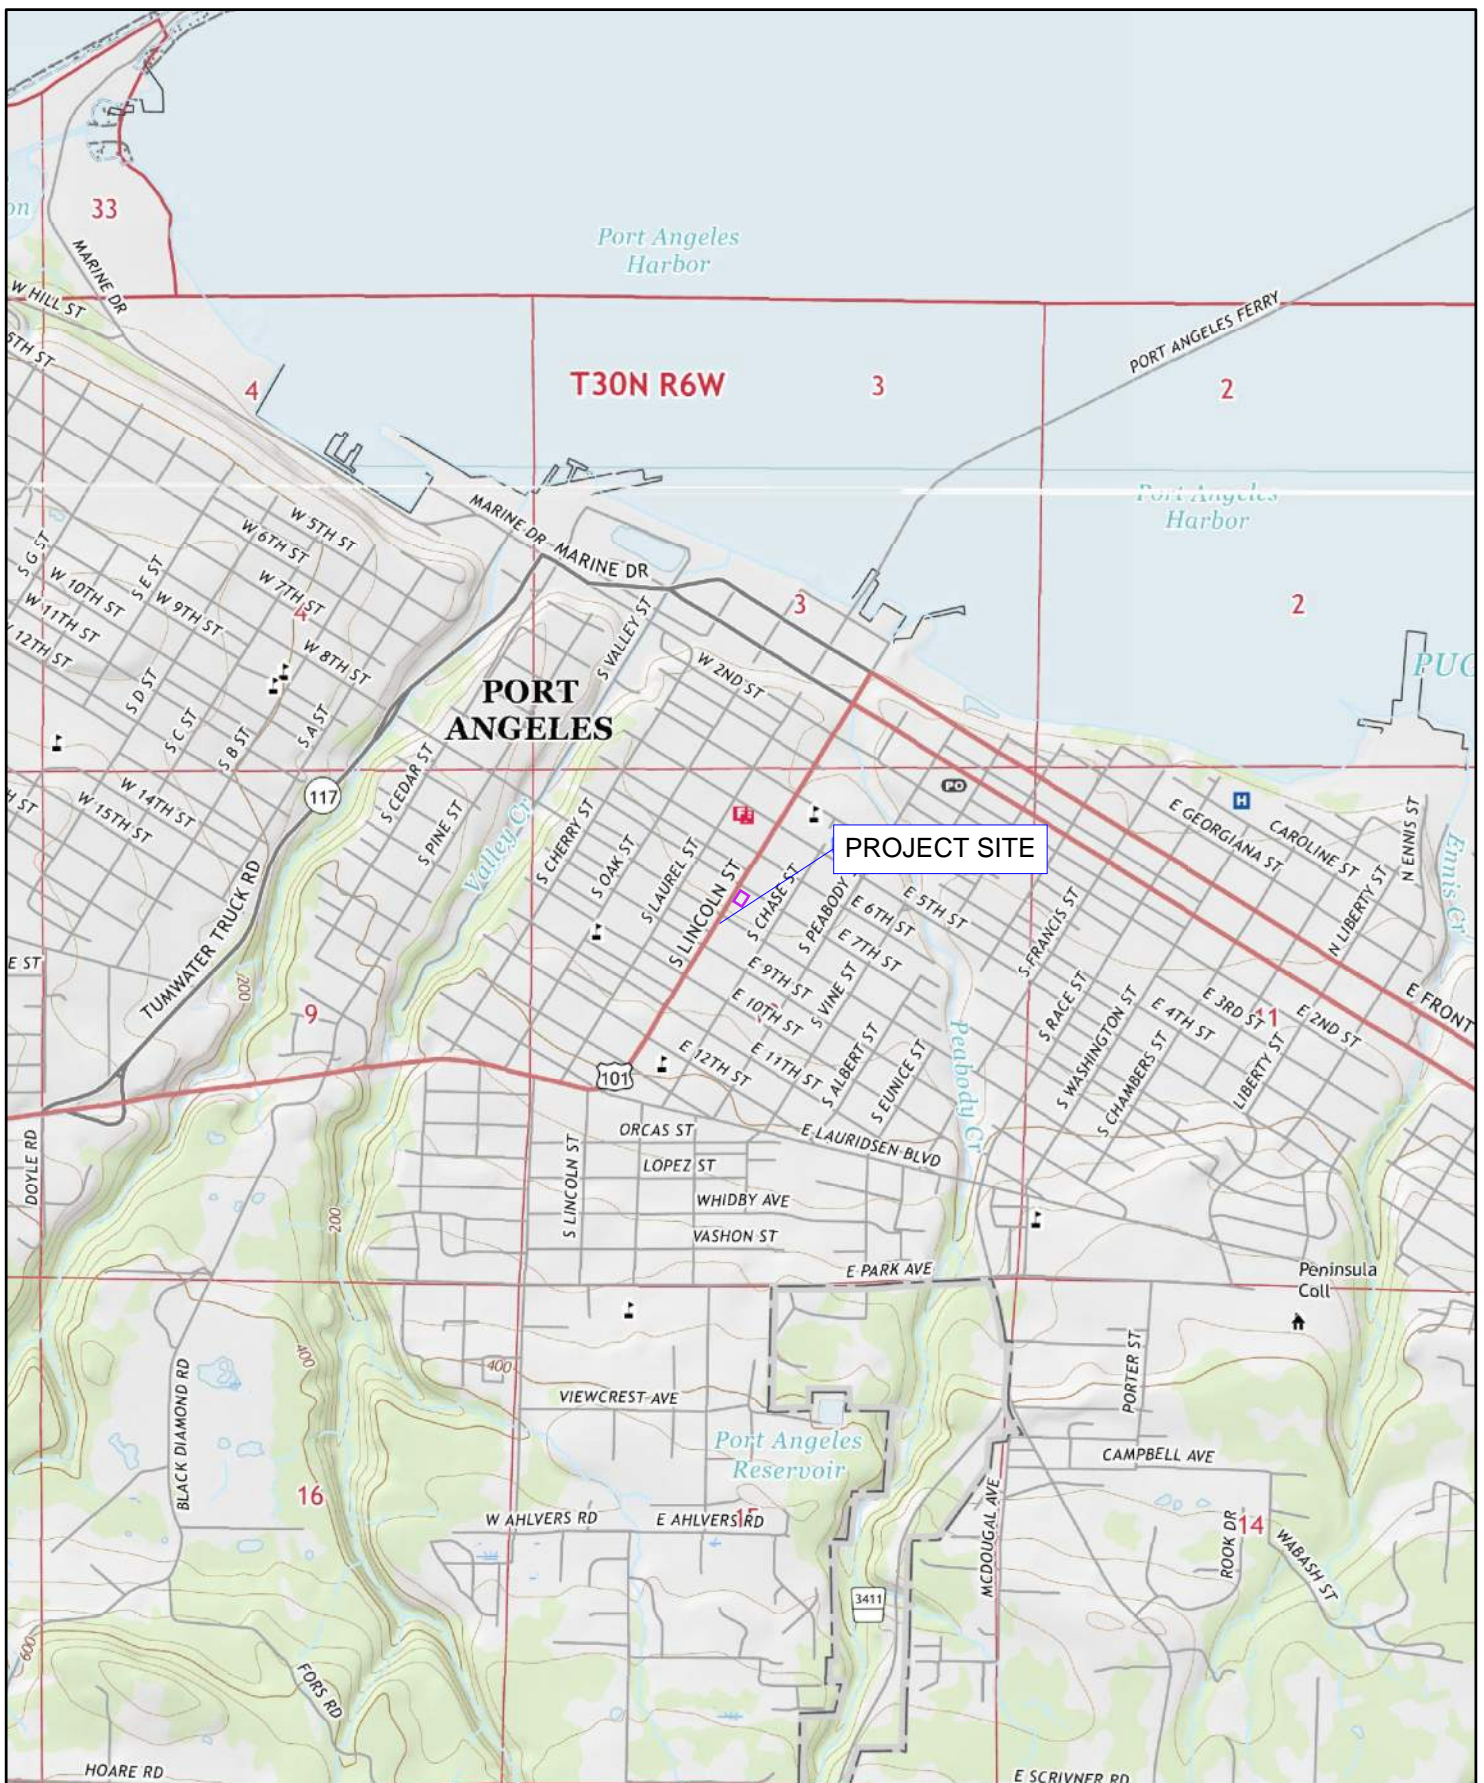 on
33
MARINE DR
W HILL ST
5TH ST
Port Angeles
Harbor
PORT ANGELES FERRY
4
T30N R6W
3
2
Port Angeles
Harbor
MARINE DR
MARINE DR
W 5TH ST
W 6TH ST
W 7TH ST
4
W 8TH ST
S G ST
S E ST
W 9TH ST
W 10TH ST
W 11TH ST
12TH ST
S D ST
S C ST
S B ST
S A ST
3
2
PUG
S VALLEY ST
W 2ND ST
PORT
ANGELES
117
W 14TH ST
W 15TH ST
H ST
S CEDAR ST
S PINE ST
Valley Cr
S CHERRY ST
S OAK ST
S LAUREL ST
S LINCOLN ST
F
PO
H
PROJECT SITE
E GEORGIANA ST
CAROLINE ST
N ENNIS ST
Ennis Cr
N LIBERTY ST
S CHASE ST
S PEABODY
E 5TH ST
E 6TH ST
E 7TH ST
S FRANCIS ST
E ST
TUMWATER TRUCK RD
200
9
E 9TH ST
E 10TH ST
S VINE ST
E 11TH ST
E 12TH ST
S ALBERT ST
S EUNICE ST
Peabody Cr
S RACE ST
S WASHINGTON ST
S CHAMBERS ST
E 4TH ST
E 3RD ST
11
E 2ND ST
LIBERTY ST
E FRONT
101
DOYLE RD
200
S LINCOLN ST
ORCAS ST
LOPEZ ST
WHIDBY AVE
VASHON ST
E LAURIDSEN BLVD
E PARK AVE
Peninsula
Coll
400
400
BLACK DIAMOND RD
VIEWCREST AVE
Port Angeles
Reservoir
PORTER ST
CAMPBELL AVE
16
W AHLVERS RD
E AHLVERS RD
15
MCDOUGAL AVE
ROOK DR
14
WABASH ST
3411
600
FORS RD
HOARE RD
E SCRIVNER RD